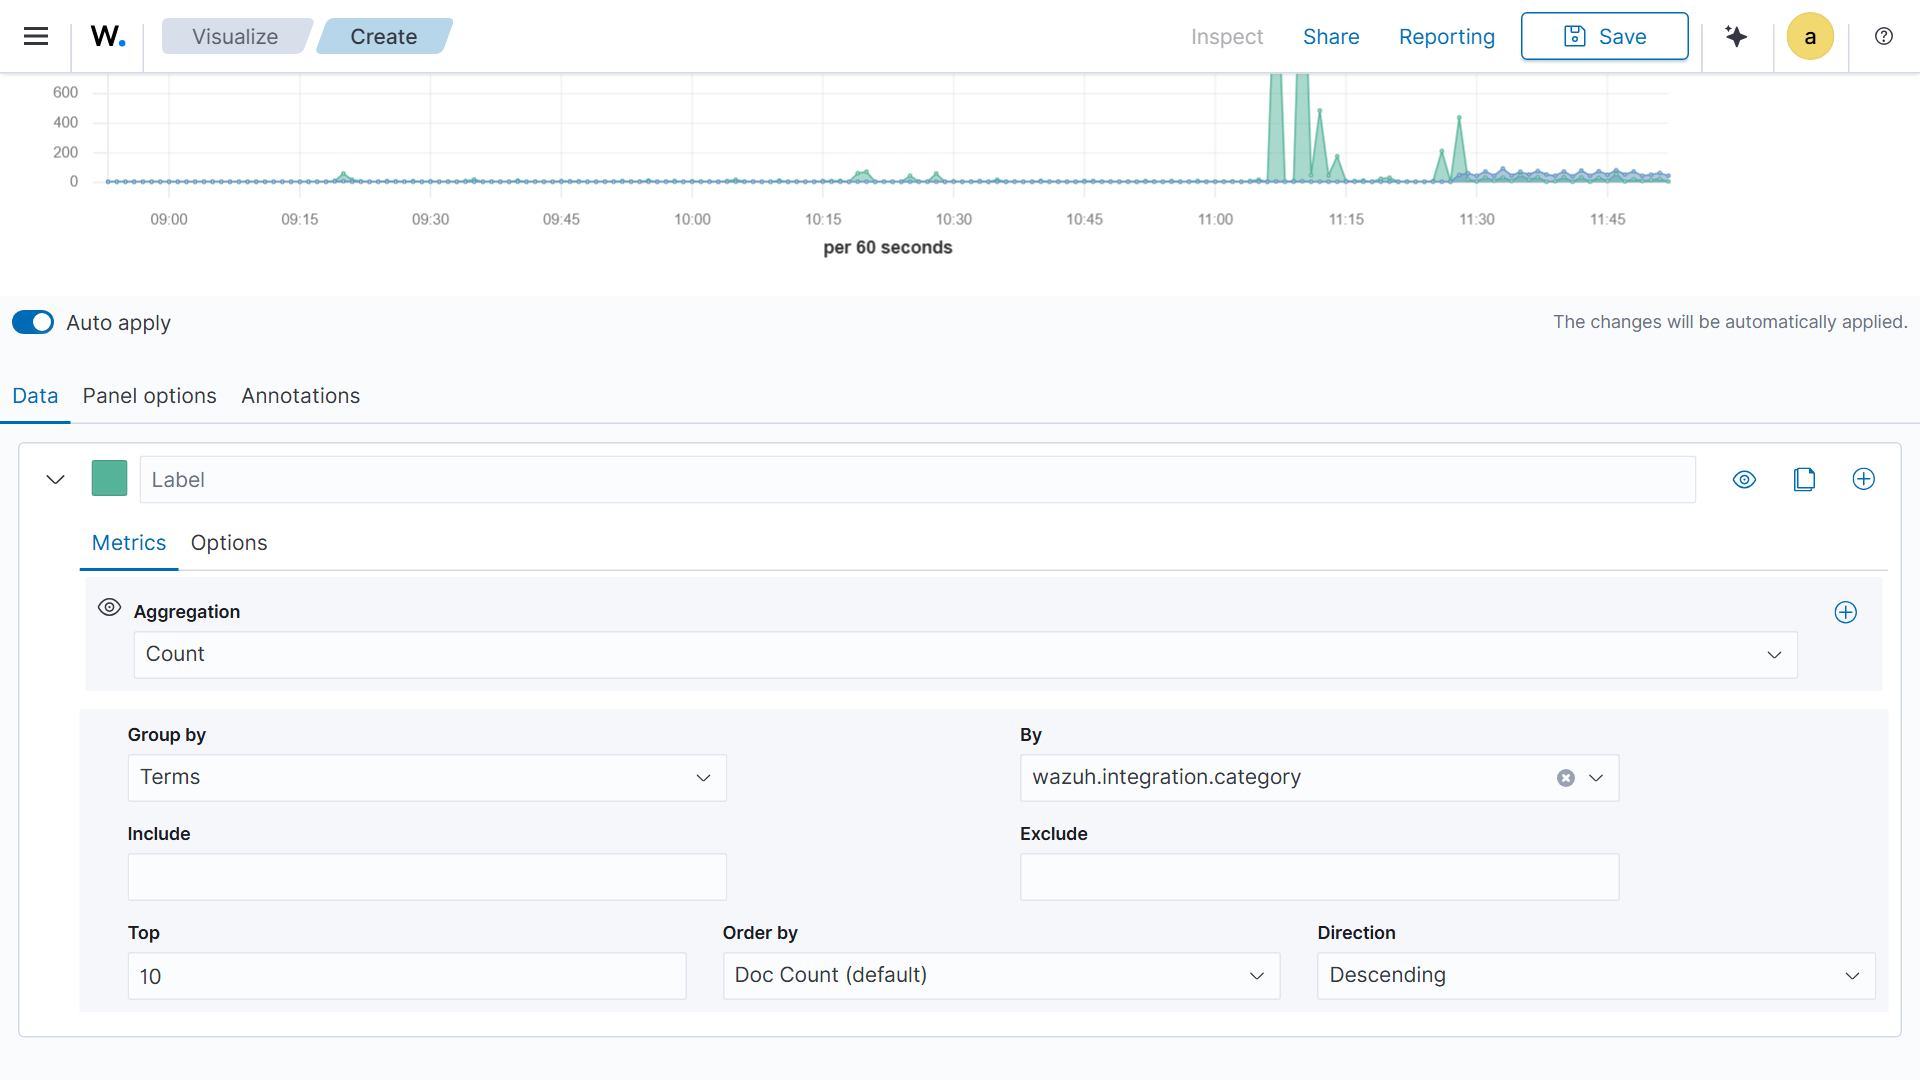 W.
Visualize
Create
Inspect
Share
Reporting
Save
a
600
400
200
0
09:00
09:15
09:30
09:45
10:00
10:15
10:30
10:45
11:00
11:15
11:30
11:45
per 60 seconds
Auto apply
The changes will be automatically applied.
Data
Panel options
Annotations
Label
Metrics
Options
Aggregation
Count
Group by
By
Terms
wazuh.integration.category
Include
Exclude
Top
Order by
Direction
10
Doc Count (default)
Descending